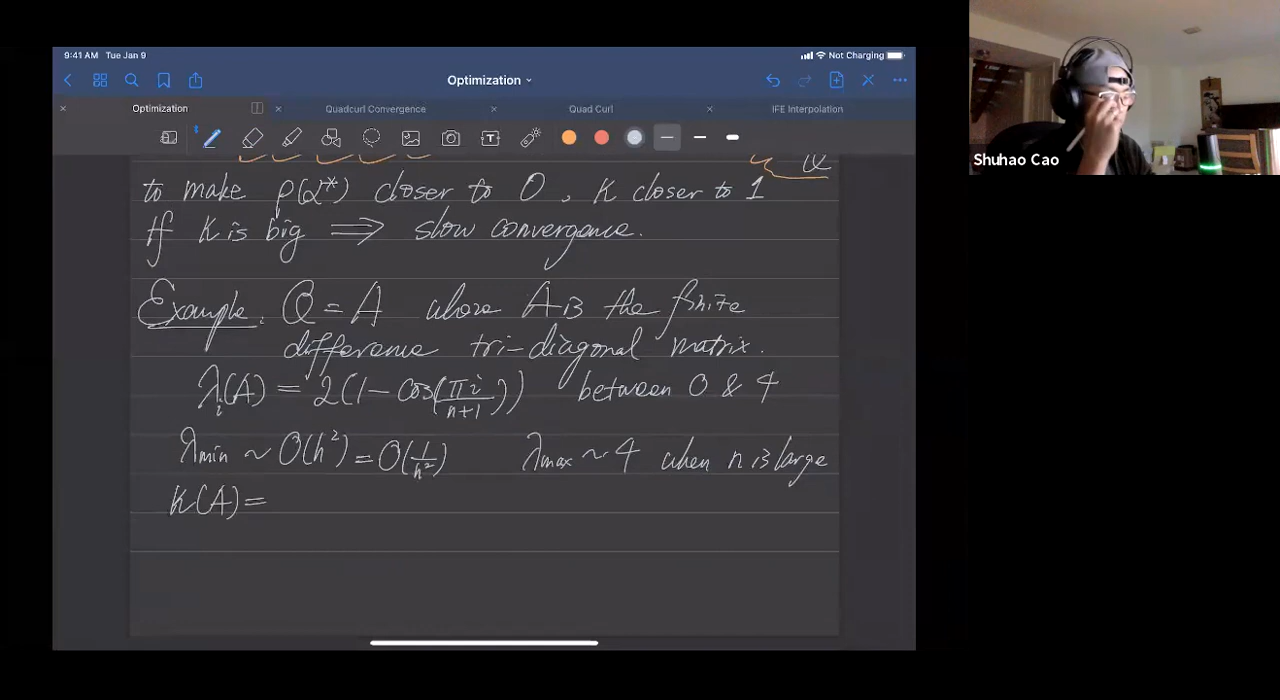 9:41 AM Tue Jan 9
Not Charging
Optimization
Optimization
Quadcurl Convergence
Quad Curl
IFE Interpolation
to make ρ(Q*) closer to 0, κ closer to 1
If κ is big ⟹ slow convergence.
Example: Q = A where A is the finite
difference tri-diagonal matrix.
λᵢ(A) = 2(1 - cos(πi/(n+1))) between 0 & 4
λmin ~ O(h²) = O(1/n²) λmax ~ 4 when n is large
κ(A) =
Shuhao Cao